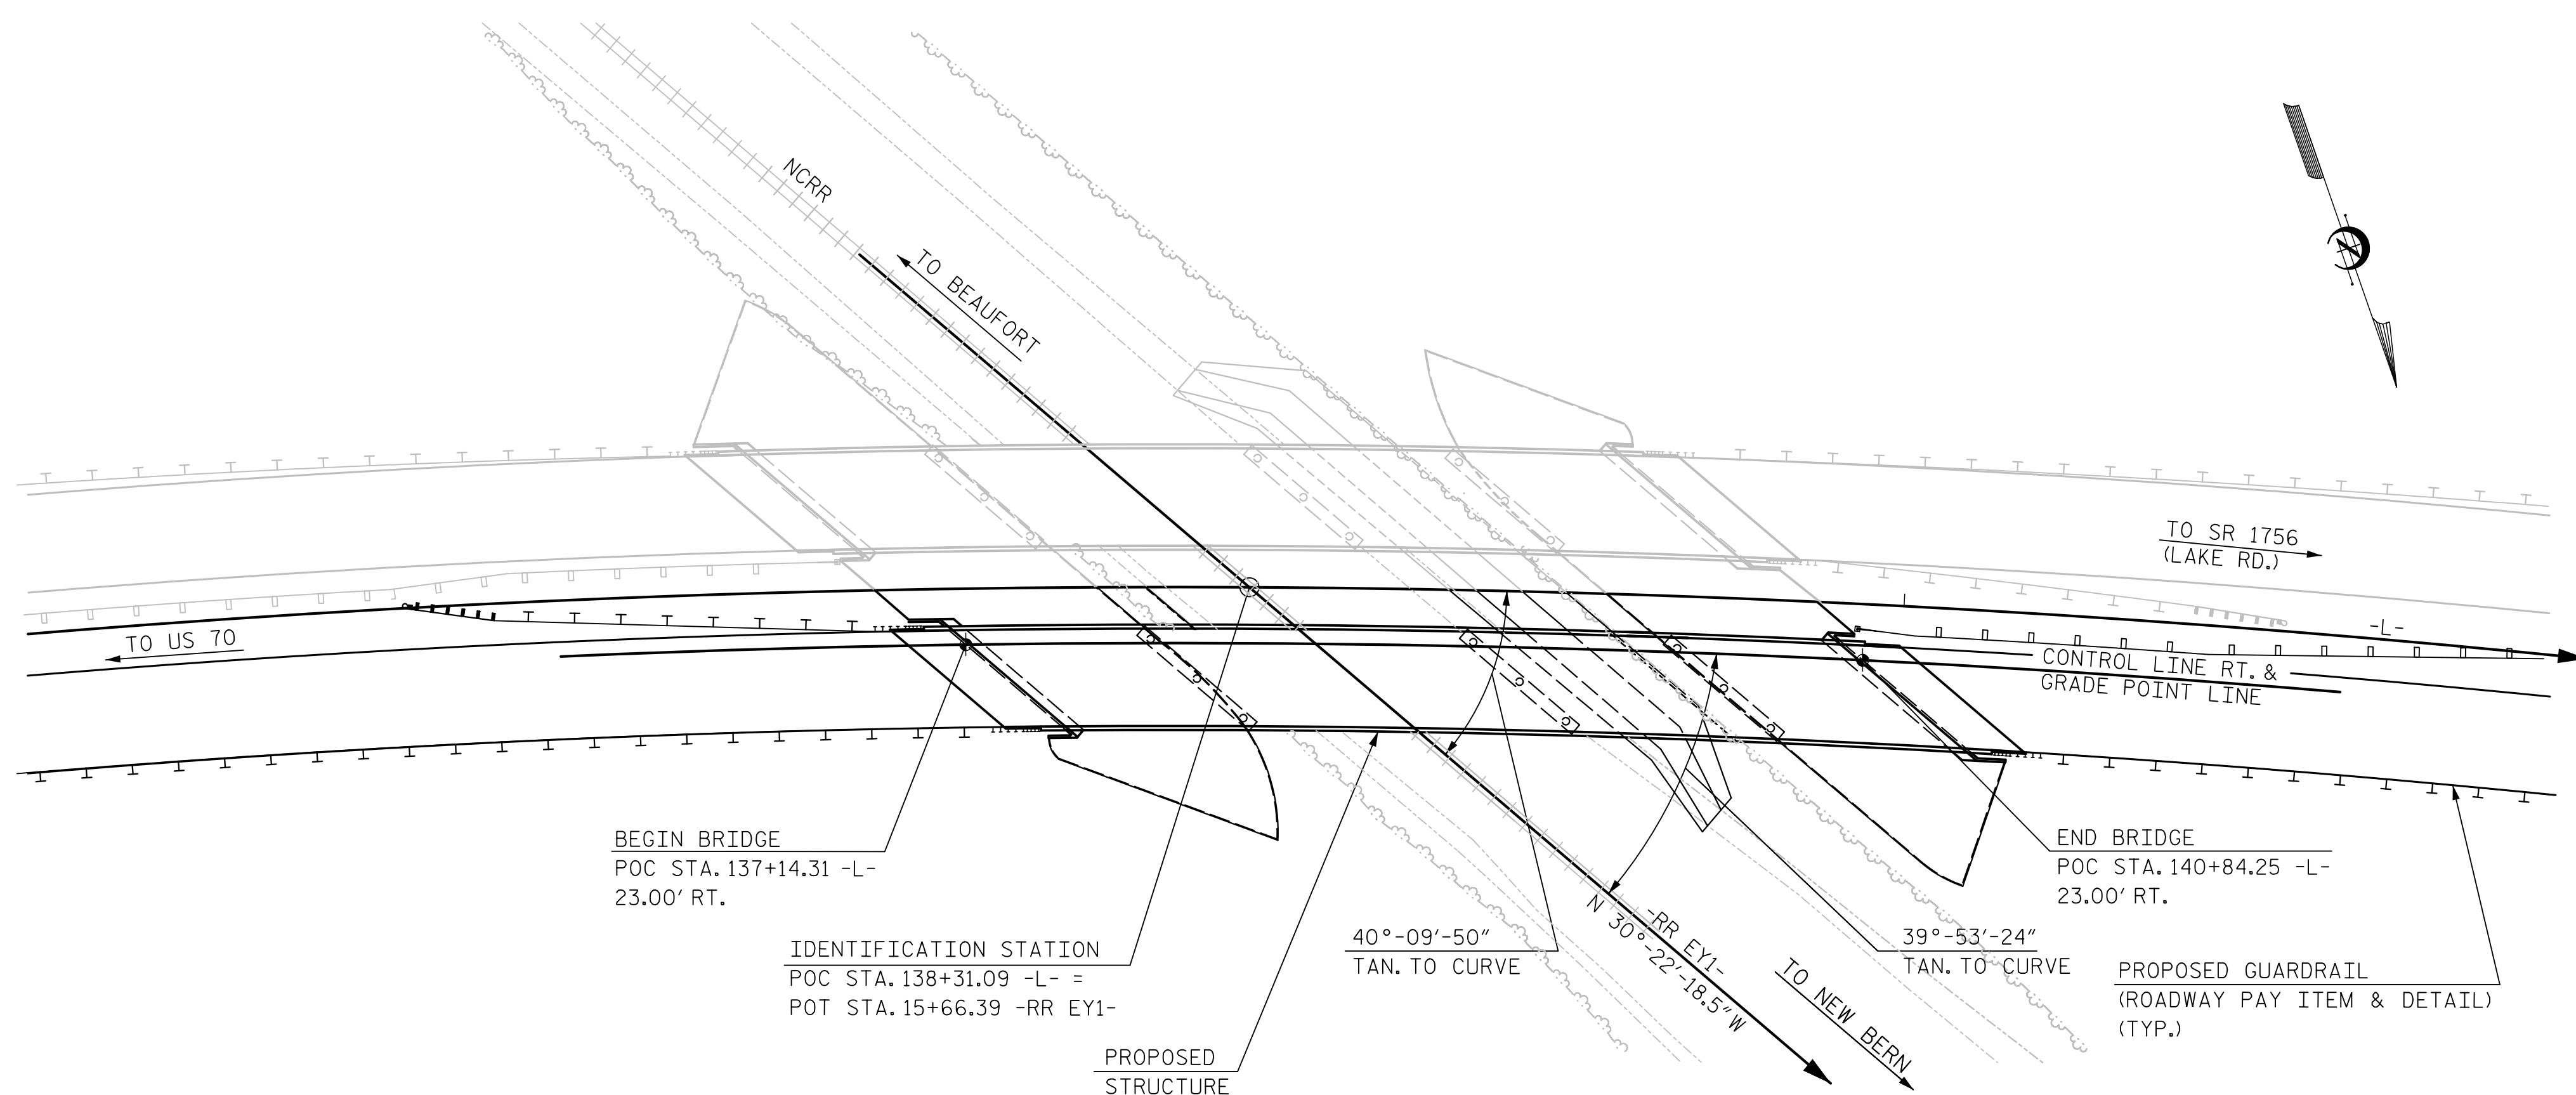 NCRR
TO BEAUFORT
N
TO SR 1756
(LAKE RD.)
TO US 70
-L-
CONTROL LINE RT. &
GRADE POINT LINE
BEGIN BRIDGE
POC STA. 137+14.31 -L-
23.00' RT.
END BRIDGE
POC STA. 140+84.25 -L-
23.00' RT.
IDENTIFICATION STATION
POC STA. 138+31.09 -L- =
POT STA. 15+66.39 -RR EY1-
40°-09'-50"
TAN. TO CURVE
-RR EY1-
N 30°-22'-18.5" W
39°-53'-24"
TAN. TO CURVE
TO NEW BERN
PROPOSED GUARDRAIL
(ROADWAY PAY ITEM & DETAIL)
(TYP.)
PROPOSED
STRUCTURE